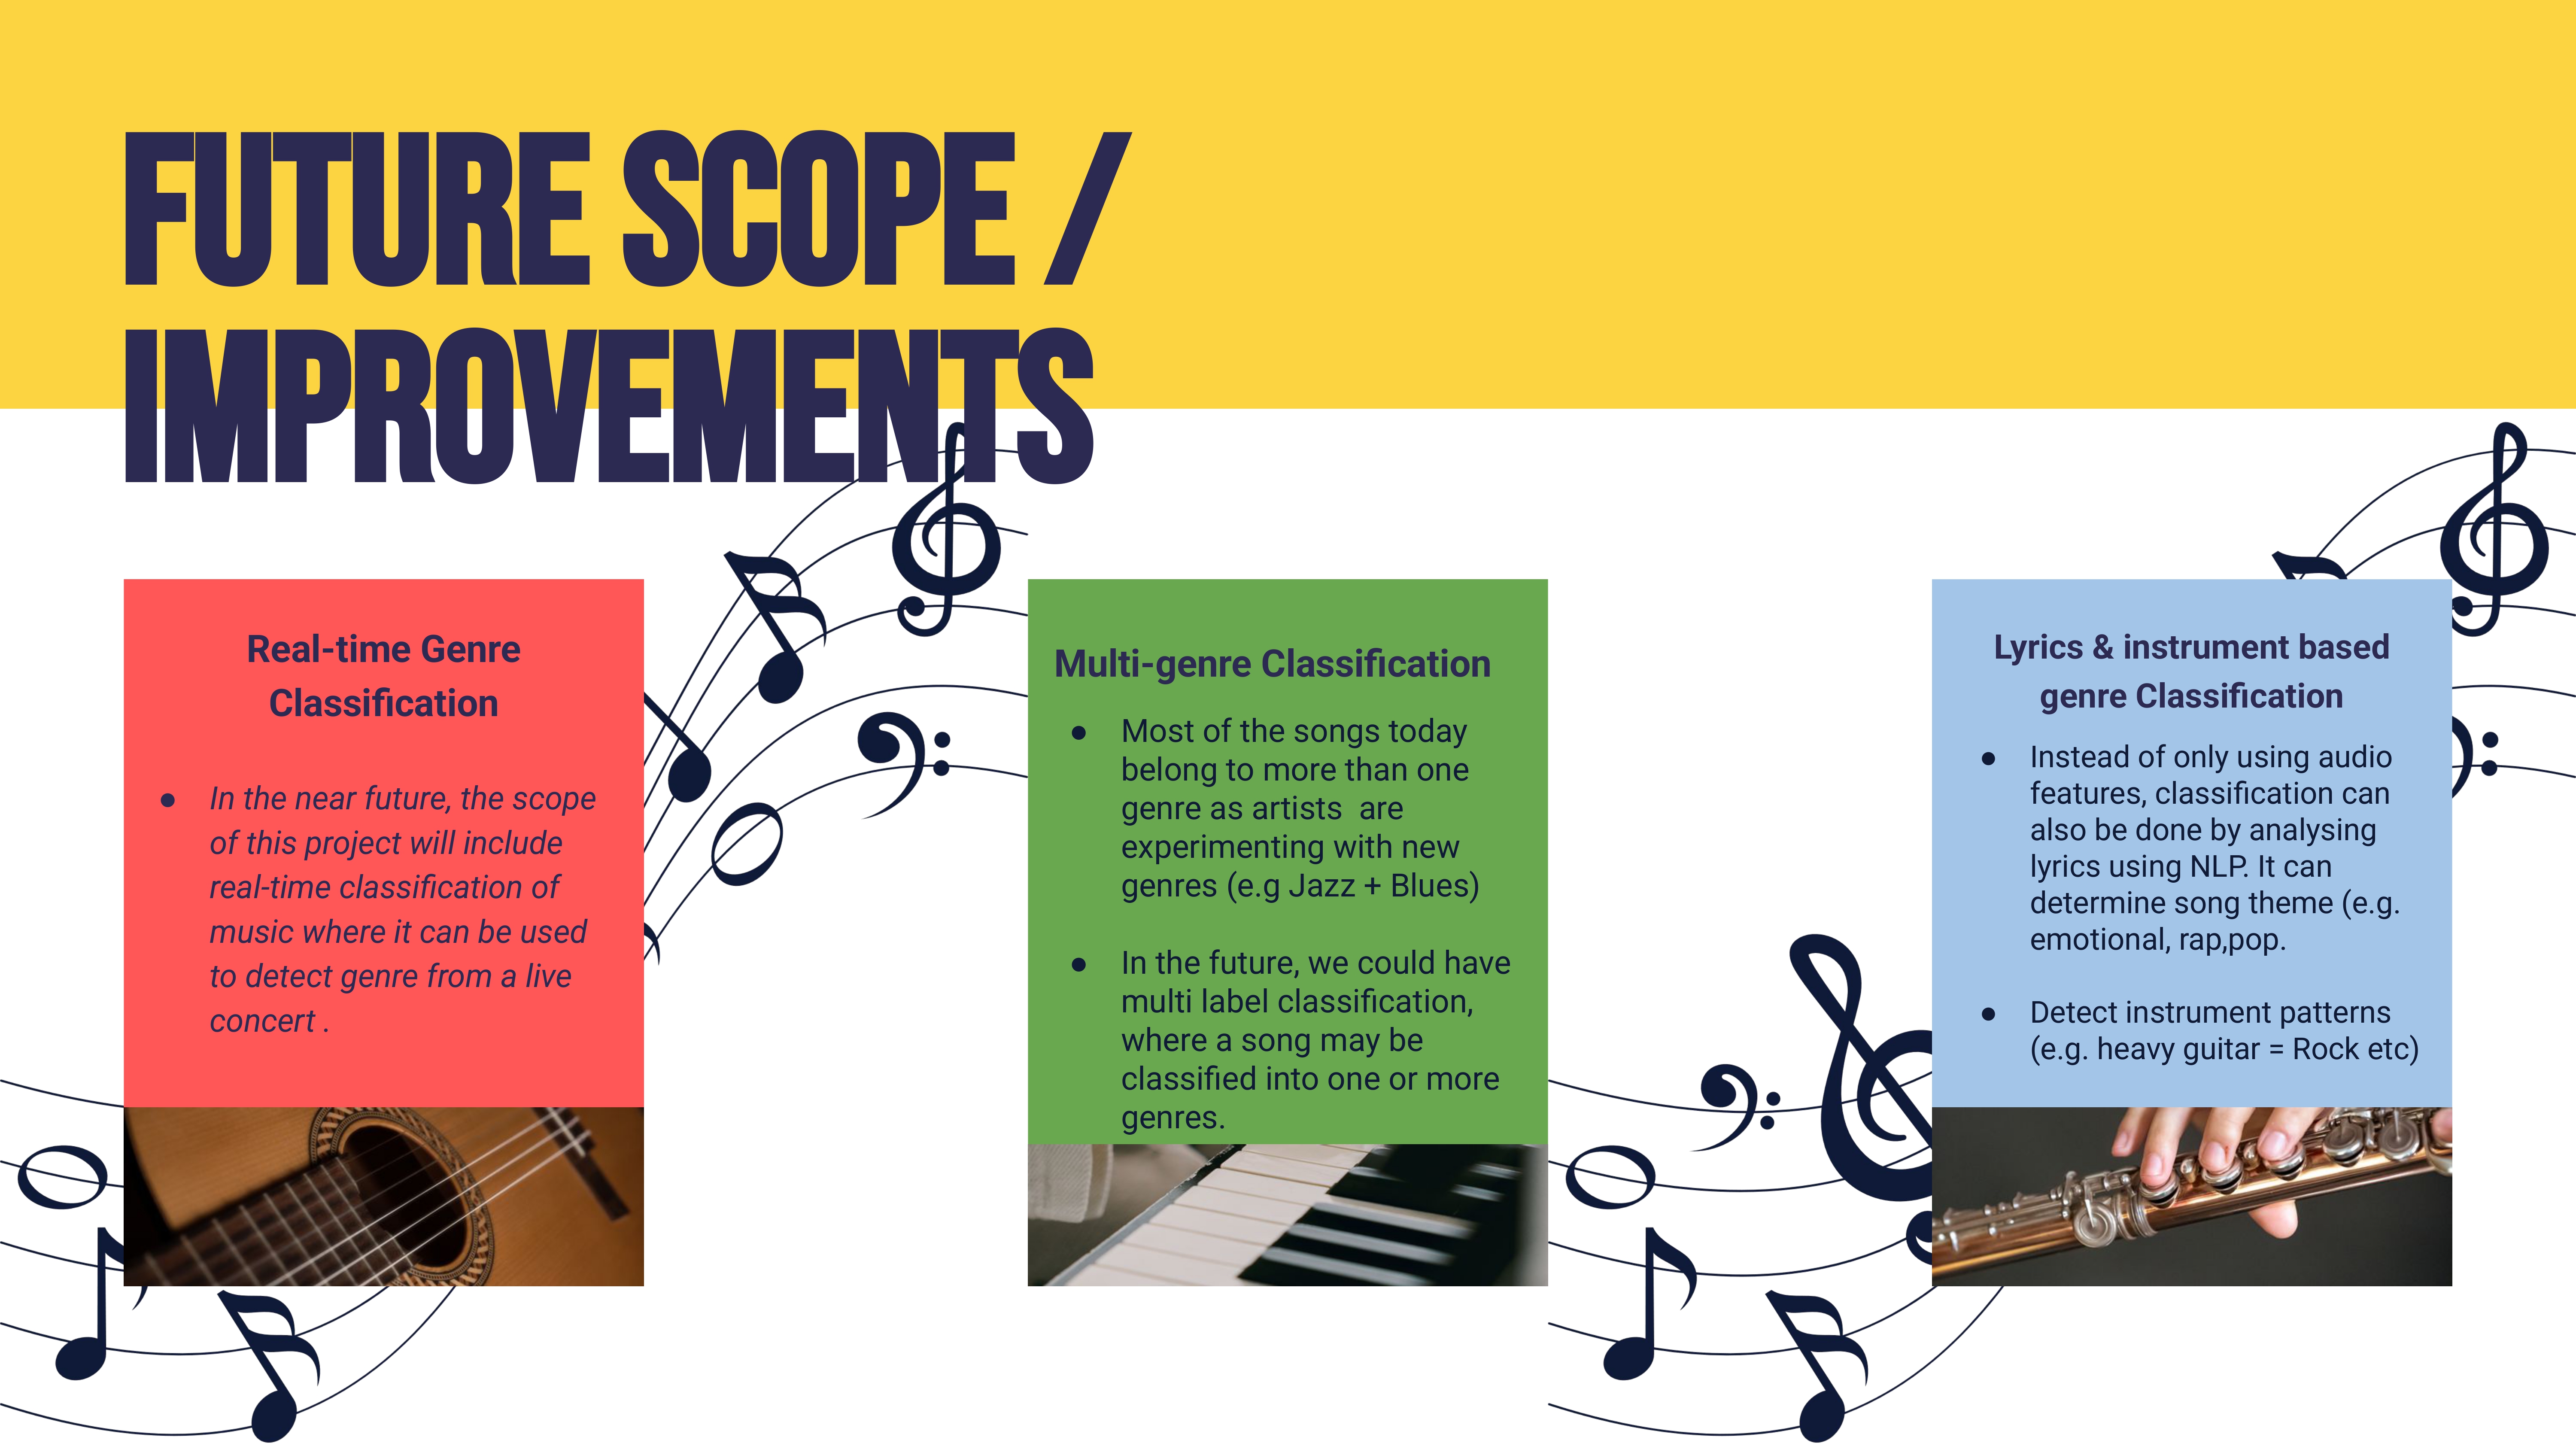 FUTURE SCOPE /
IMPROVEMENTS
Real-time Genre
Classification
● In the near future, the scope
of this project will include
real-time classification of
music where it can be used
to detect genre from a live
concert .
Multi-genre Classification
● Most of the songs today
belong to more than one
genre as artists  are
experimenting with new
genres (e.g Jazz + Blues)
● In the future, we could have
multi label classification,
where a song may be
classified into one or more
genres.
Lyrics & instrument based
genre Classification
● Instead of only using audio
features, classification can
also be done by analysing
lyrics using NLP. It can
determine song theme (e.g.
emotional, rap,pop.
● Detect instrument patterns
(e.g. heavy guitar = Rock etc)